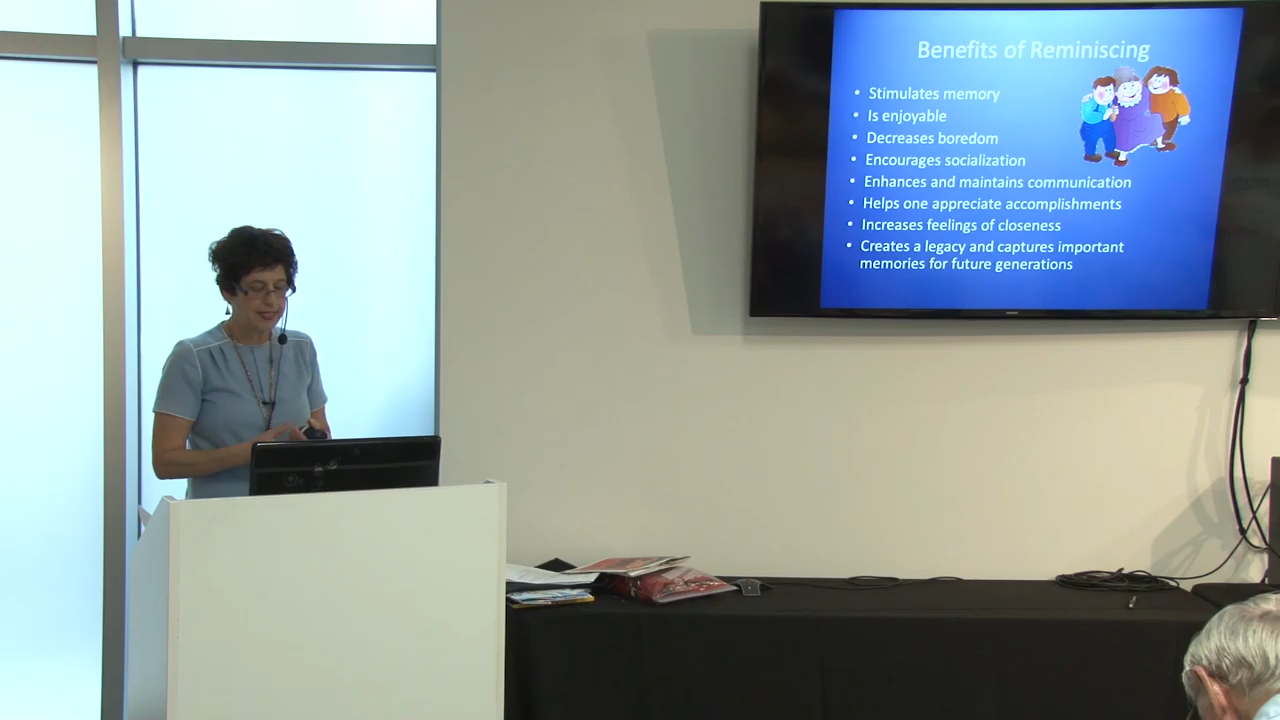 Benefits of Reminiscing
• Stimulates memory
• Is enjoyable
• Decreases boredom
• Encourages socialization
• Enhances and maintains communication
• Helps one appreciate accomplishments
• Increases feelings of closeness
• Creates a legacy and captures important
memories for future generations